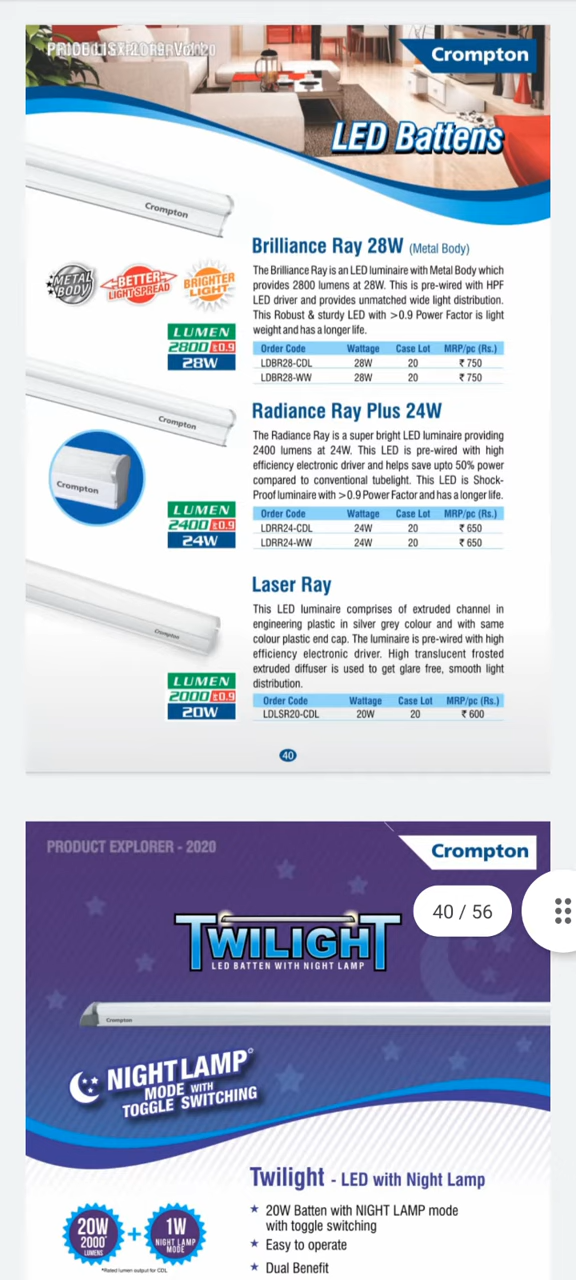 Crompton
LED Battens
Crompton
Brilliance Ray 28W (Metal Body)
The Brilliance Ray is an LED luminaire with Metal Body which
provides 2800 lumens at 28W. This is pre-wired with HPF
LED driver and provides unmatched wide light distribution.
This Robust & sturdy LED with >0.9 Power Factor is light
weight and has a longer life.
METAL
BODY
BETTER
LIGHT SPREAD
BRIGHTER
LIGHT
LUMEN
2800 ≥0.9
28W
Order Code Wattage Case Lot MRP/pc (Rs.)
LDBR28-CDL 28W 20 ₹ 750
LDBR28-WW 28W 20 ₹ 750
Crompton
Radiance Ray Plus 24W
The Radiance Ray is a super bright LED luminaire providing
2400 lumens at 24W. This LED is pre-wired with high
efficiency electronic driver and helps save upto 50% power
compared to conventional tubelight. This LED is Shock-
Proof luminaire with >0.9 Power Factor and has a longer life.
Crompton
LUMEN
2400 ≥0.9
24W
Order Code Wattage Case Lot MRP/pc (Rs.)
LDRR24-CDL 24W 20 ₹ 650
LDRR24-WW 24W 20 ₹ 650
Laser Ray
This LED luminaire comprises of extruded channel in
engineering plastic in silver grey colour and with same
colour plastic end cap. The luminaire is pre-wired with high
efficiency electronic driver. High translucent frosted
extruded diffuser is used to get glare free, smooth light
distribution.
Crompton
LUMEN
2000 ≥0.9
20W
Order Code Wattage Case Lot MRP/pc (Rs.)
LDLSR20-CDL 20W 20 ₹ 600
40
PRODUCT EXPLORER - 2020
Crompton
40 / 56
TWILIGHT
LED BATTEN WITH NIGHT LAMP
Crompton
NIGHT LAMP
MODE WITH
TOGGLE SWITCHING
Twilight - LED with Night Lamp
20W
2000*
LUMENS
+
1W
NIGHT LAMP
MODE
*Rated lumen output for CDL
★ 20W Batten with NIGHT LAMP mode
with toggle switching
★ Easy to operate
★ Dual Benefit